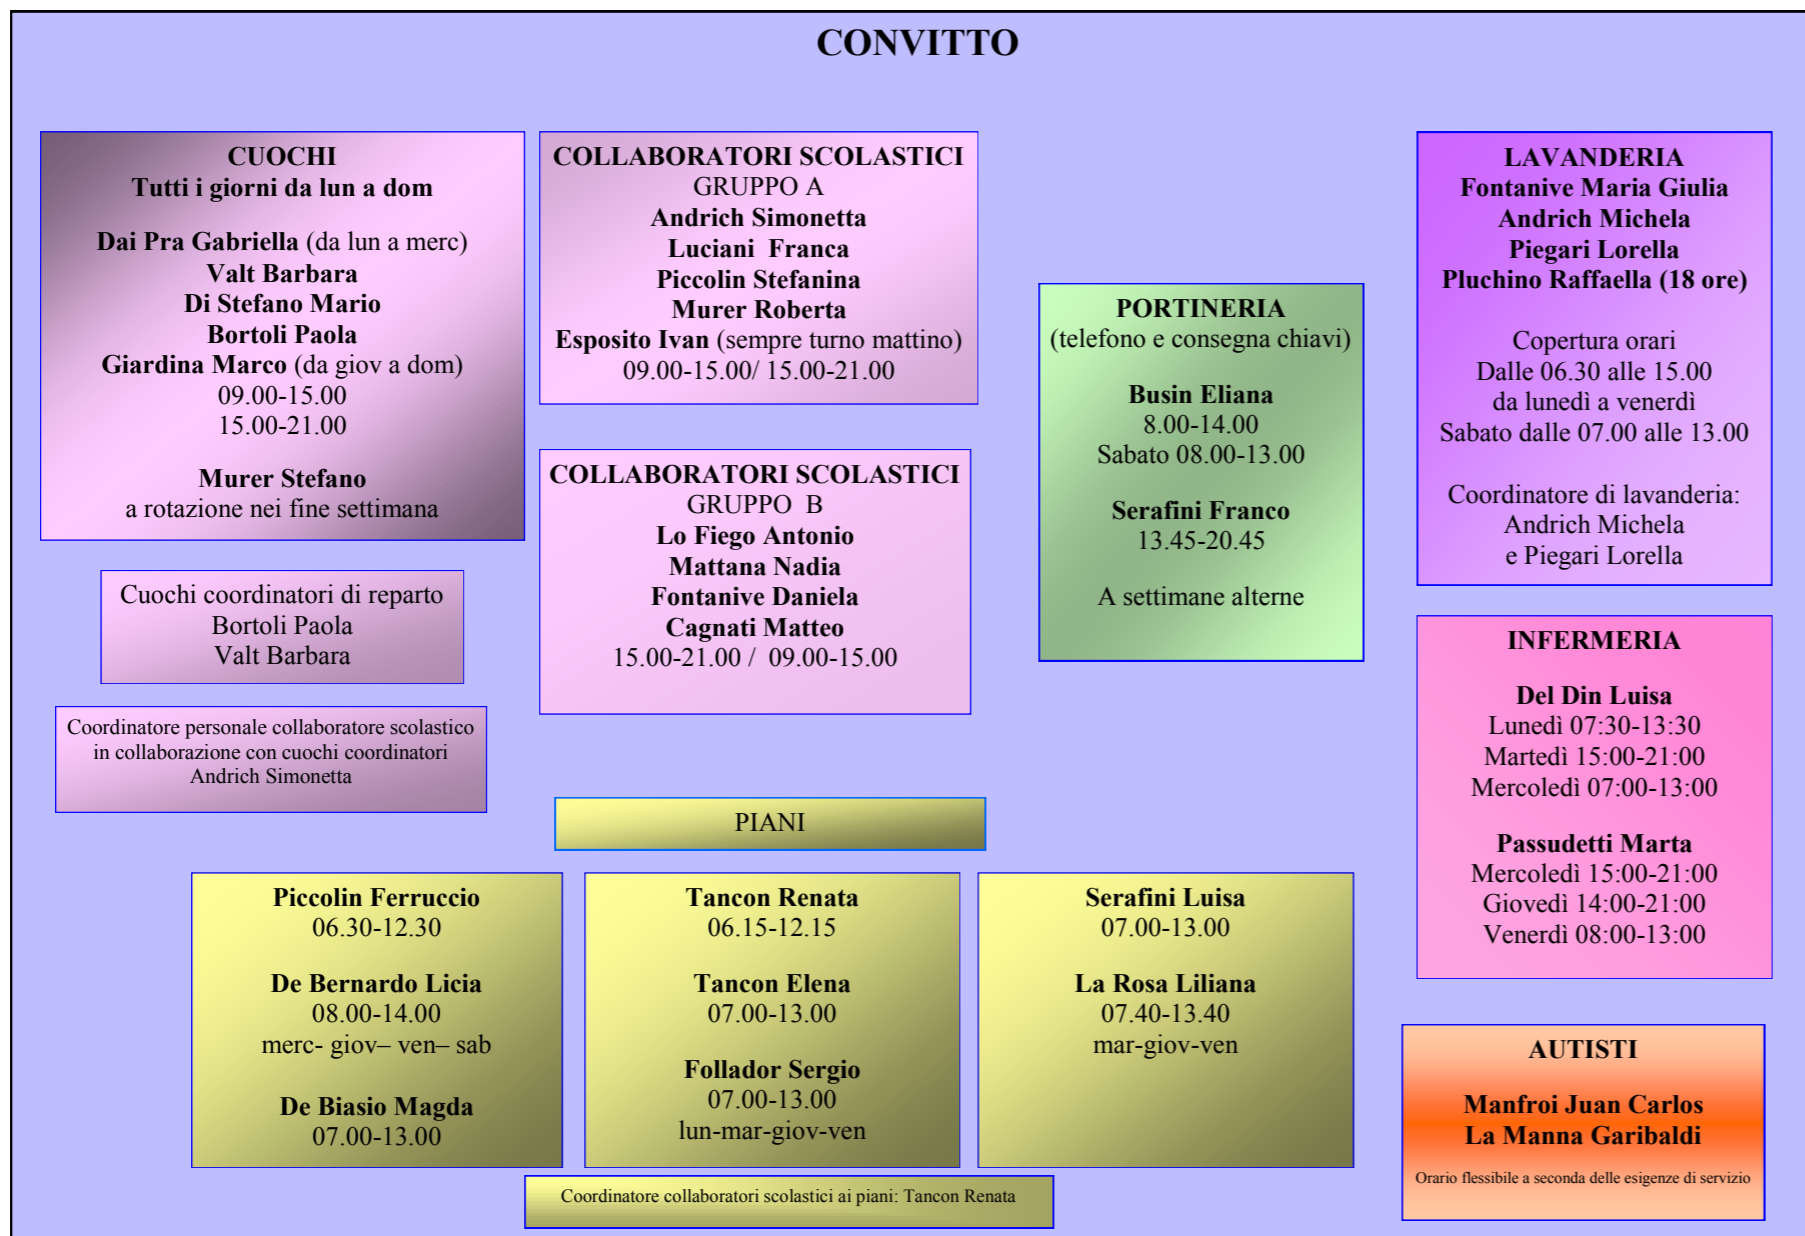 CONVITTO
CUOCHI
Tutti i giorni da lun a dom
Dai Pra Gabriella (da lun a merc)
Valt Barbara
Di Stefano Mario
Bortoli Paola
Giardina Marco (da giov a dom)
09.00-15.00
15.00-21.00
Murer Stefano
a rotazione nei fine settimana
Cuochi coordinatori di reparto
Bortoli Paola
Valt Barbara
Coordinatore personale collaboratore scolastico
in collaborazione con cuochi coordinatori
Andrich Simonetta
COLLABORATORI SCOLASTICI
GRUPPO A
Andrich Simonetta
Luciani Franca
Piccolin Stefanina
Murer Roberta
Esposito Ivan (sempre turno mattino)
09.00-15.00/ 15.00-21.00
COLLABORATORI SCOLASTICI
GRUPPO B
Lo Fiego Antonio
Mattana Nadia
Fontanive Daniela
Cagnati Matteo
15.00-21.00 / 09.00-15.00
PORTINERIA
(telefono e consegna chiavi)
Busin Eliana
8.00-14.00
Sabato 08.00-13.00
Serafini Franco
13.45-20.45
A settimane alterne
LAVANDERIA
Fontanive Maria Giulia
Andrich Michela
Piegari Lorella
Pluchino Raffaella (18 ore)
Copertura orari
Dalle 06.30 alle 15.00
da lunedì a venerdì
Sabato dalle 07.00 alle 13.00
Coordinatore di lavanderia:
Andrich Michela
e Piegari Lorella
INFERMERIA
Del Din Luisa
Lunedì 07:30-13:30
Martedì 15:00-21:00
Mercoledì 07:00-13:00
Passudetti Marta
Mercoledì 15:00-21:00
Giovedì 14:00-21:00
Venerdì 08:00-13:00
PIANI
Piccolin Ferruccio
06.30-12.30
De Bernardo Licia
08.00-14.00
merc- giov– ven– sab
De Biasio Magda
07.00-13.00
Tancon Renata
06.15-12.15
Tancon Elena
07.00-13.00
Follador Sergio
07.00-13.00
lun-mar-giov-ven
Serafini Luisa
07.00-13.00
La Rosa Liliana
07.40-13.40
mar-giov-ven
Coordinatore collaboratori scolastici ai piani: Tancon Renata
AUTISTI
Manfroi Juan Carlos
La Manna Garibaldi
Orario flessibile a seconda delle esigenze di servizio